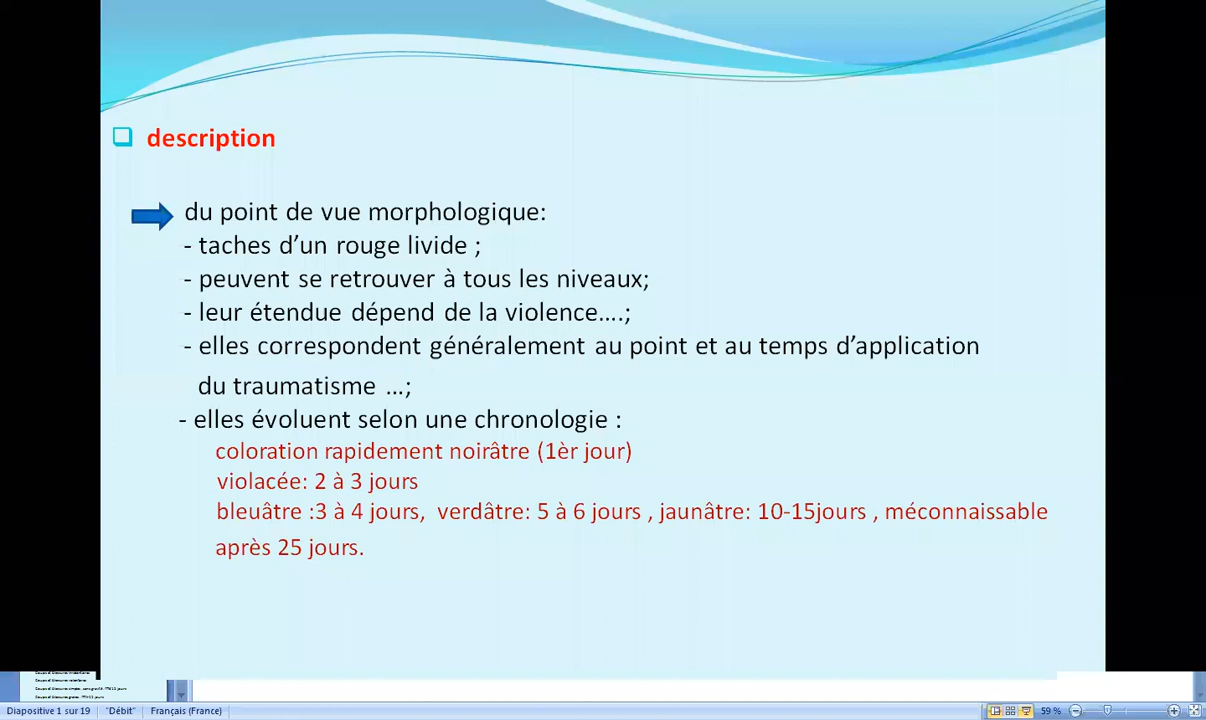 description
du point de vue morphologique:
- taches d’un rouge livide ;
- peuvent se retrouver à tous les niveaux;
- leur étendue dépend de la violence….;
- elles correspondent généralement au point et au temps d’application
du traumatisme …;
- elles évoluent selon une chronologie :
coloration rapidement noirâtre (1èr jour)
violacée: 2 à 3 jours
bleuâtre :3 à 4 jours, verdâtre: 5 à 6 jours , jaunâtre: 10-15jours , méconnaissable
après 25 jours.
Diapositive 1 sur 19 "Débit" Français (France) 59 %